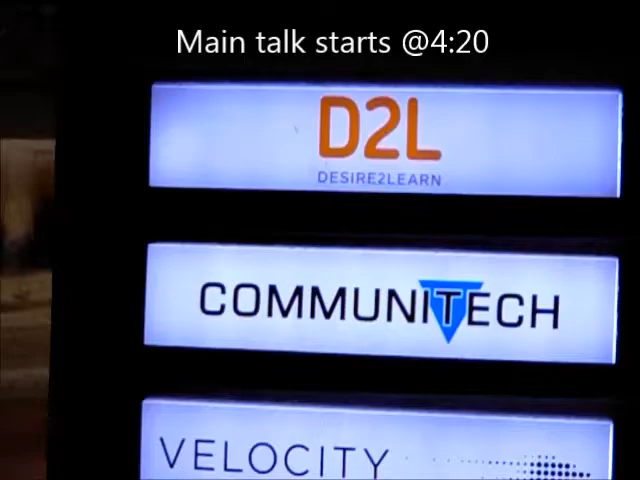 Main talk starts @4:20
D2L
DESIRE2LEARN
COMMUNITECH
VELOCITY